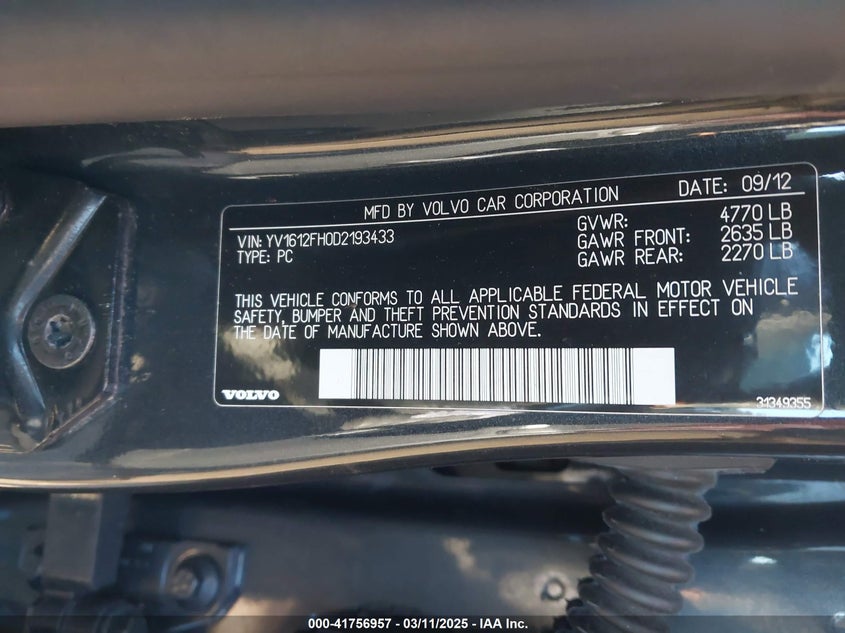 MFD BY VOLVO CAR CORPORATION DATE: 09/12
VIN: YV1612FH0D2193433
TYPE: PC
GVWR: 4770 LB
GAWR FRONT: 2635 LB
GAWR REAR: 2270 LB
THIS VEHICLE CONFORMS TO ALL APPLICABLE FEDERAL MOTOR VEHICLE
SAFETY, BUMPER AND THEFT PREVENTION STANDARDS IN EFFECT ON
THE DATE OF MANUFACTURE SHOWN ABOVE.
VOLVO
31349355
000-41756957 - 03/11/2025 - IAA Inc.